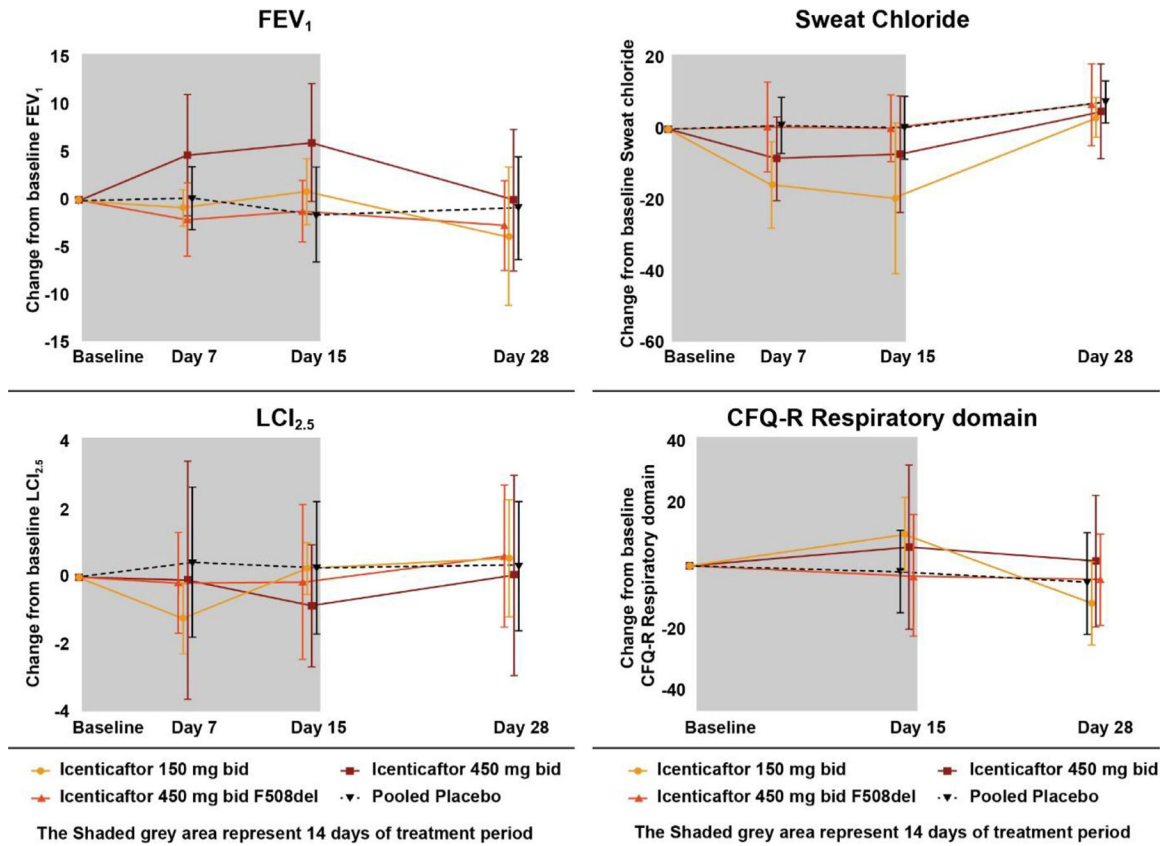 FEV1
Change from baseline FEV1
15
10
5
0
-5
-10
-15
Baseline Day 7 Day 15 Day 28
Sweat Chloride
Change from baseline Sweat chloride
20
0
-20
-40
-60
Baseline Day 7 Day 15 Day 28
LCI2.5
Change from baseline LCI2.5
4
2
0
-2
-4
Baseline Day 7 Day 15 Day 28
CFQ-R Respiratory domain
Change from baseline
CFQ-R Respiratory domain
40
20
0
-20
-40
Baseline Day 15 Day 28
Icenticaftor 150 mg bid Icenticaftor 450 mg bid
Icenticaftor 450 mg bid F508del Pooled Placebo
The Shaded grey area represent 14 days of treatment period
Icenticaftor 150 mg bid Icenticaftor 450 mg bid
Icenticaftor 450 mg bid F508del Pooled Placebo
The Shaded grey area represent 14 days of treatment period